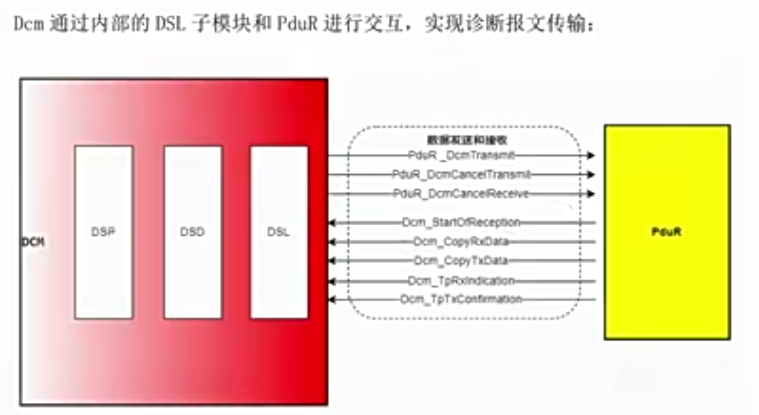 Dcm 通过内部的 DSL 子模块和 PduR 进行交互，实现诊断报文传输：
数据发送和接收
PduR_DcmTransmit
PduR_DcmCancelTransmit
PduR_DcmCancelReceive
Dcm_StartOfReception
Dcm_CopyRxData
Dcm_CopyTxData
Dcm_TpRxIndication
Dcm_TpTxConfirmation
DCM
DSP
DSD
DSL
PduR